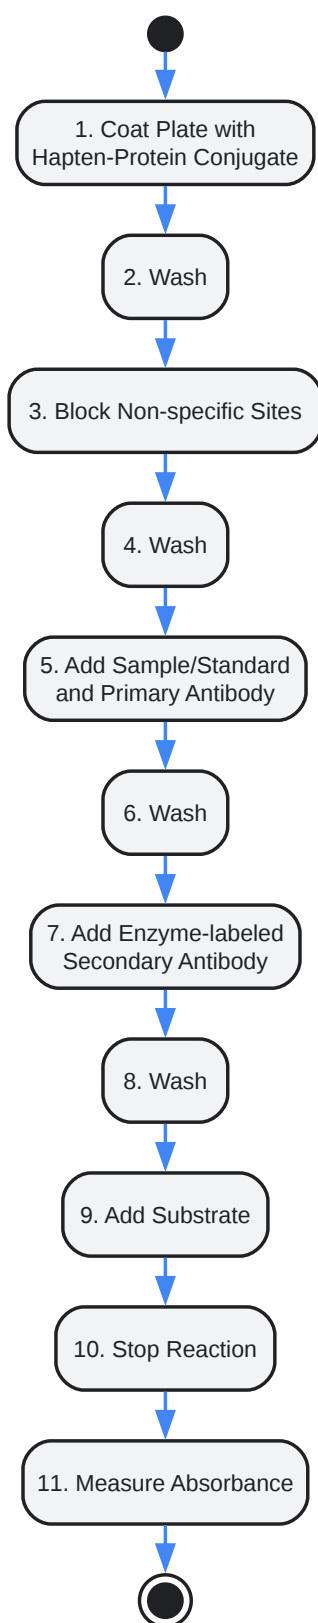 1. Coat Plate with
Hapten-Protein Conjugate
2. Wash
3. Block Non-specific Sites
4. Wash
5. Add Sample/Standard
and Primary Antibody
6. Wash
7. Add Enzyme-labeled
Secondary Antibody
8. Wash
9. Add Substrate
10. Stop Reaction
11. Measure Absorbance